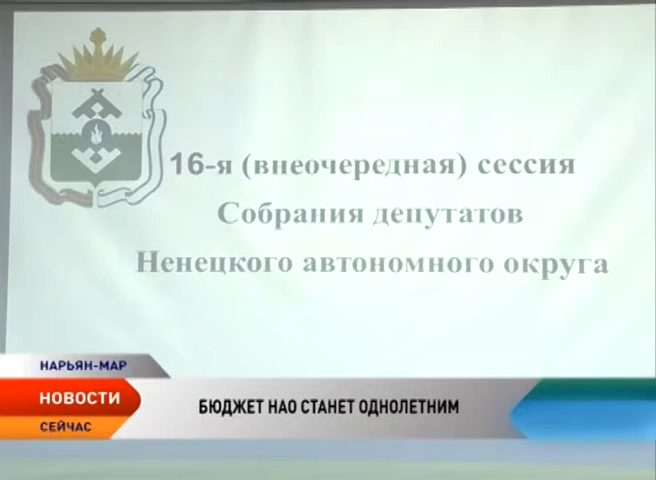 16-я (внеочередная) сессия
Собрания депутатов
Ненецкого автономного округа
НАРЬЯН-МАР
НОВОСТИ
БЮДЖЕТ НАО СТАНЕТ ОДНОЛЕТНИМ
СЕЙЧАС